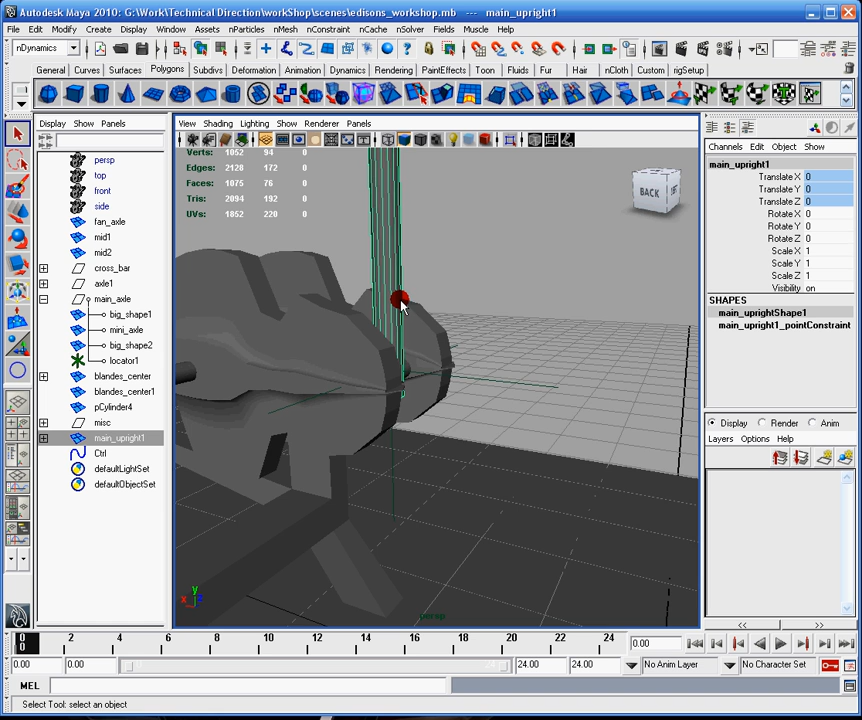 Autodesk Maya 2010: G:\Work\Technical Direction\workShop\scenes\edisons_workshop.mb --- main_upright1
File Edit Modify Create Display Window Assets nParticles nMesh nConstraint nCache nSolver Fields Muscle Help
nDynamics
General Curves Surfaces Polygons Subdivs Deformation Animation Dynamics Rendering PaintEffects Toon Fluids Fur Hair nCloth Custom rigSetup
Display Show Panels
persp
top
front
side
fan_axle
mid1
mid2
cross_bar
axle1
main_axle
big_shape1
mini_axle
big_shape2
locator1
blandes_center
blandes_center1
pCylinder4
misc
main_upright1
Ctrl
defaultLightSet
defaultObjectSet
View Shading Lighting Show Renderer Panels
Verts: 1052 94 0
Edges: 2128 172 0
Faces: 1075 76 0
Tris: 2094 192 0
UVs: 1852 220 0
BACK
y
z
x
persp
Channels Edit Object Show
main_upright1
Translate X 0
Translate Y 0
Translate Z 0
Rotate X 0
Rotate Y 0
Rotate Z 0
Scale X 1
Scale Y 1
Scale Z 1
Visibility on
SHAPES
main_uprightShape1
main_upright1_pointConstraint
Display Render Anim
Layers Options Help
0 2 4 6 8 10 12 14 16 18 20 22 24
0
0.00
0.00 0.00 24.00 24.00 No Anim Layer No Character Set
MEL
Select Tool: select an object